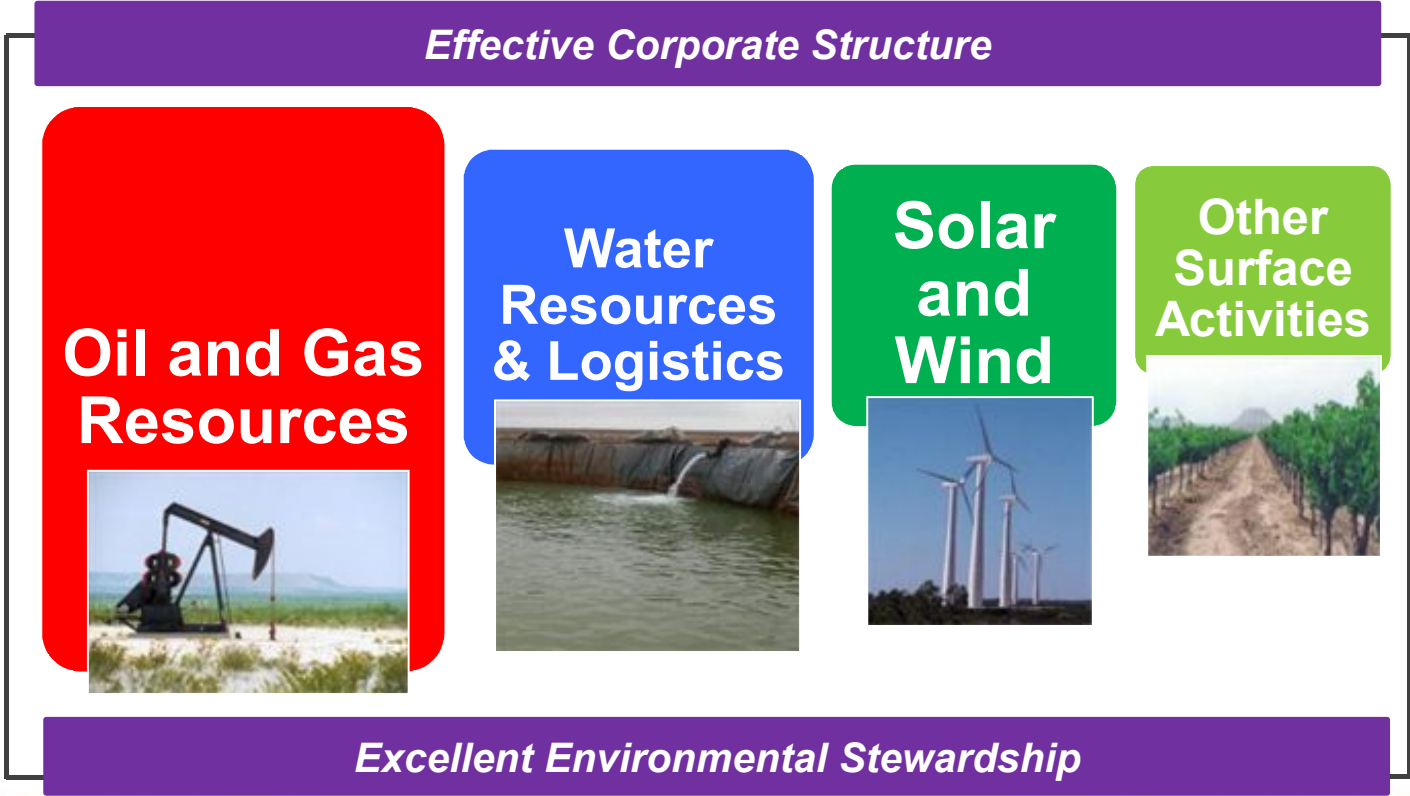 Effective Corporate Structure
Oil and Gas
Resources
Water
Resources
& Logistics
Solar
and
Wind
Other
Surface
Activities
Excellent Environmental Stewardship